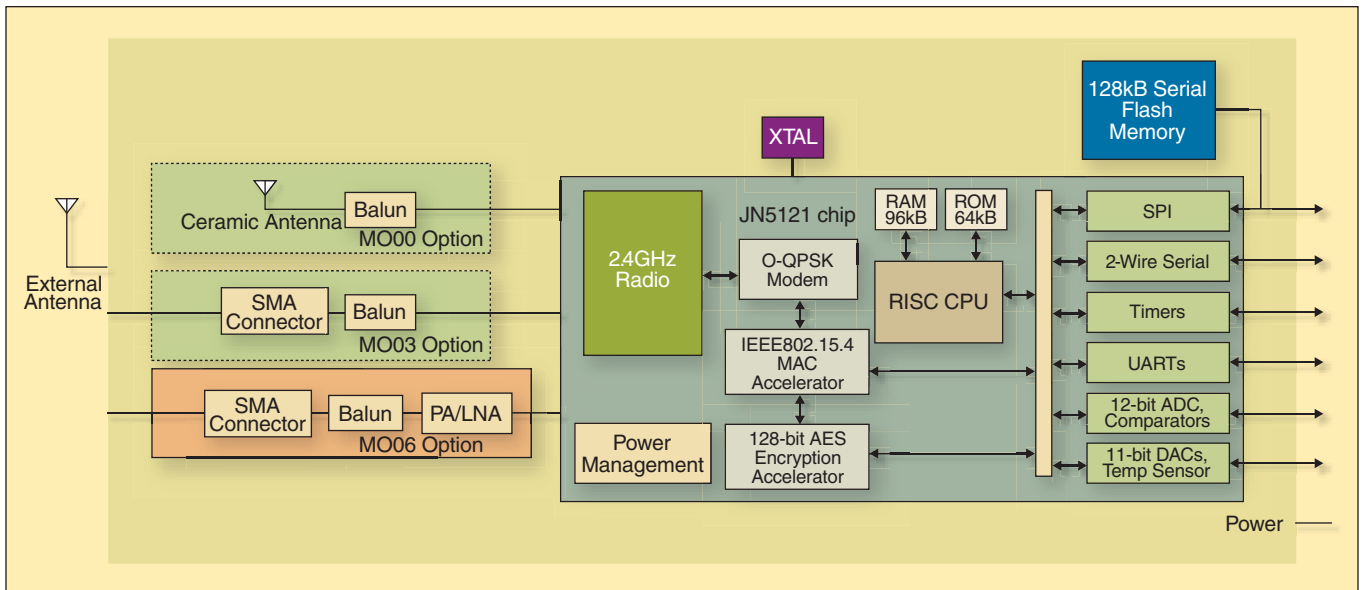 128kB Serial
Flash
Memory
XTAL
Ceramic Antenna
Balun
MO00 Option
External
Antenna
SMA
Connector
Balun
MO03 Option
SMA
Connector
Balun
PA/LNA
MO06 Option
JN5121 chip
2.4GHz
Radio
O-QPSK
Modem
RAM
96kB
ROM
64kB
RISC CPU
IEEE802.15.4
MAC
Accelerator
Power
Management
128-bit AES
Encryption
Accelerator
SPI
2-Wire Serial
Timers
UARTs
12-bit ADC,
Comparators
11-bit DACs,
Temp Sensor
Power